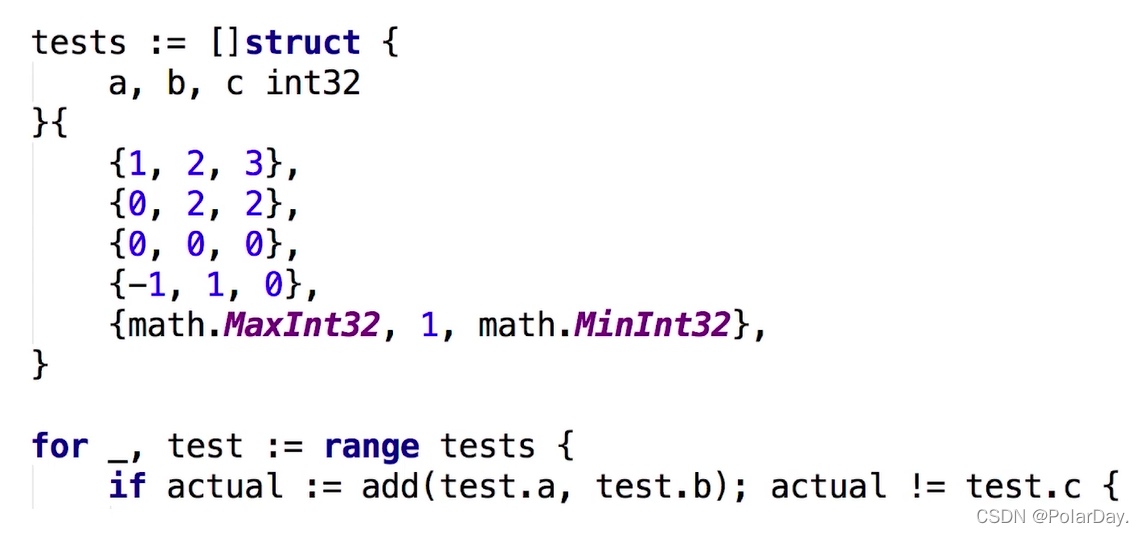 tests := []struct {
    a, b, c int32
}{
    {1, 2, 3},
    {0, 2, 2},
    {0, 0, 0},
    {-1, 1, 0},
    {math.MaxInt32, 1, math.MinInt32},
}

for _, test := range tests {
    if actual := add(test.a, test.b); actual != test.c {
CSDN @PolarDay.